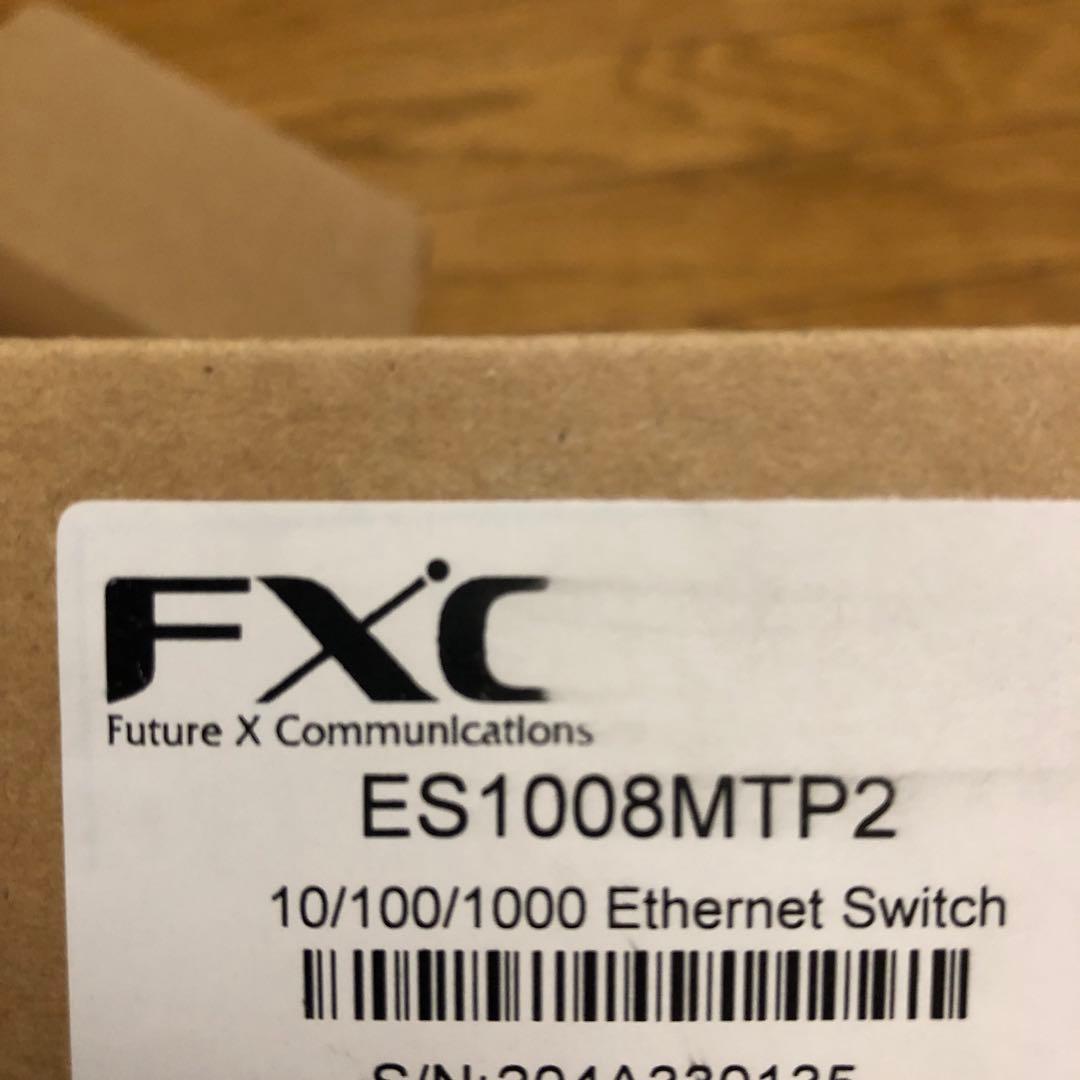 FXC
Future X Communications
ES1008MTP2
10/100/1000 Ethernet Switch